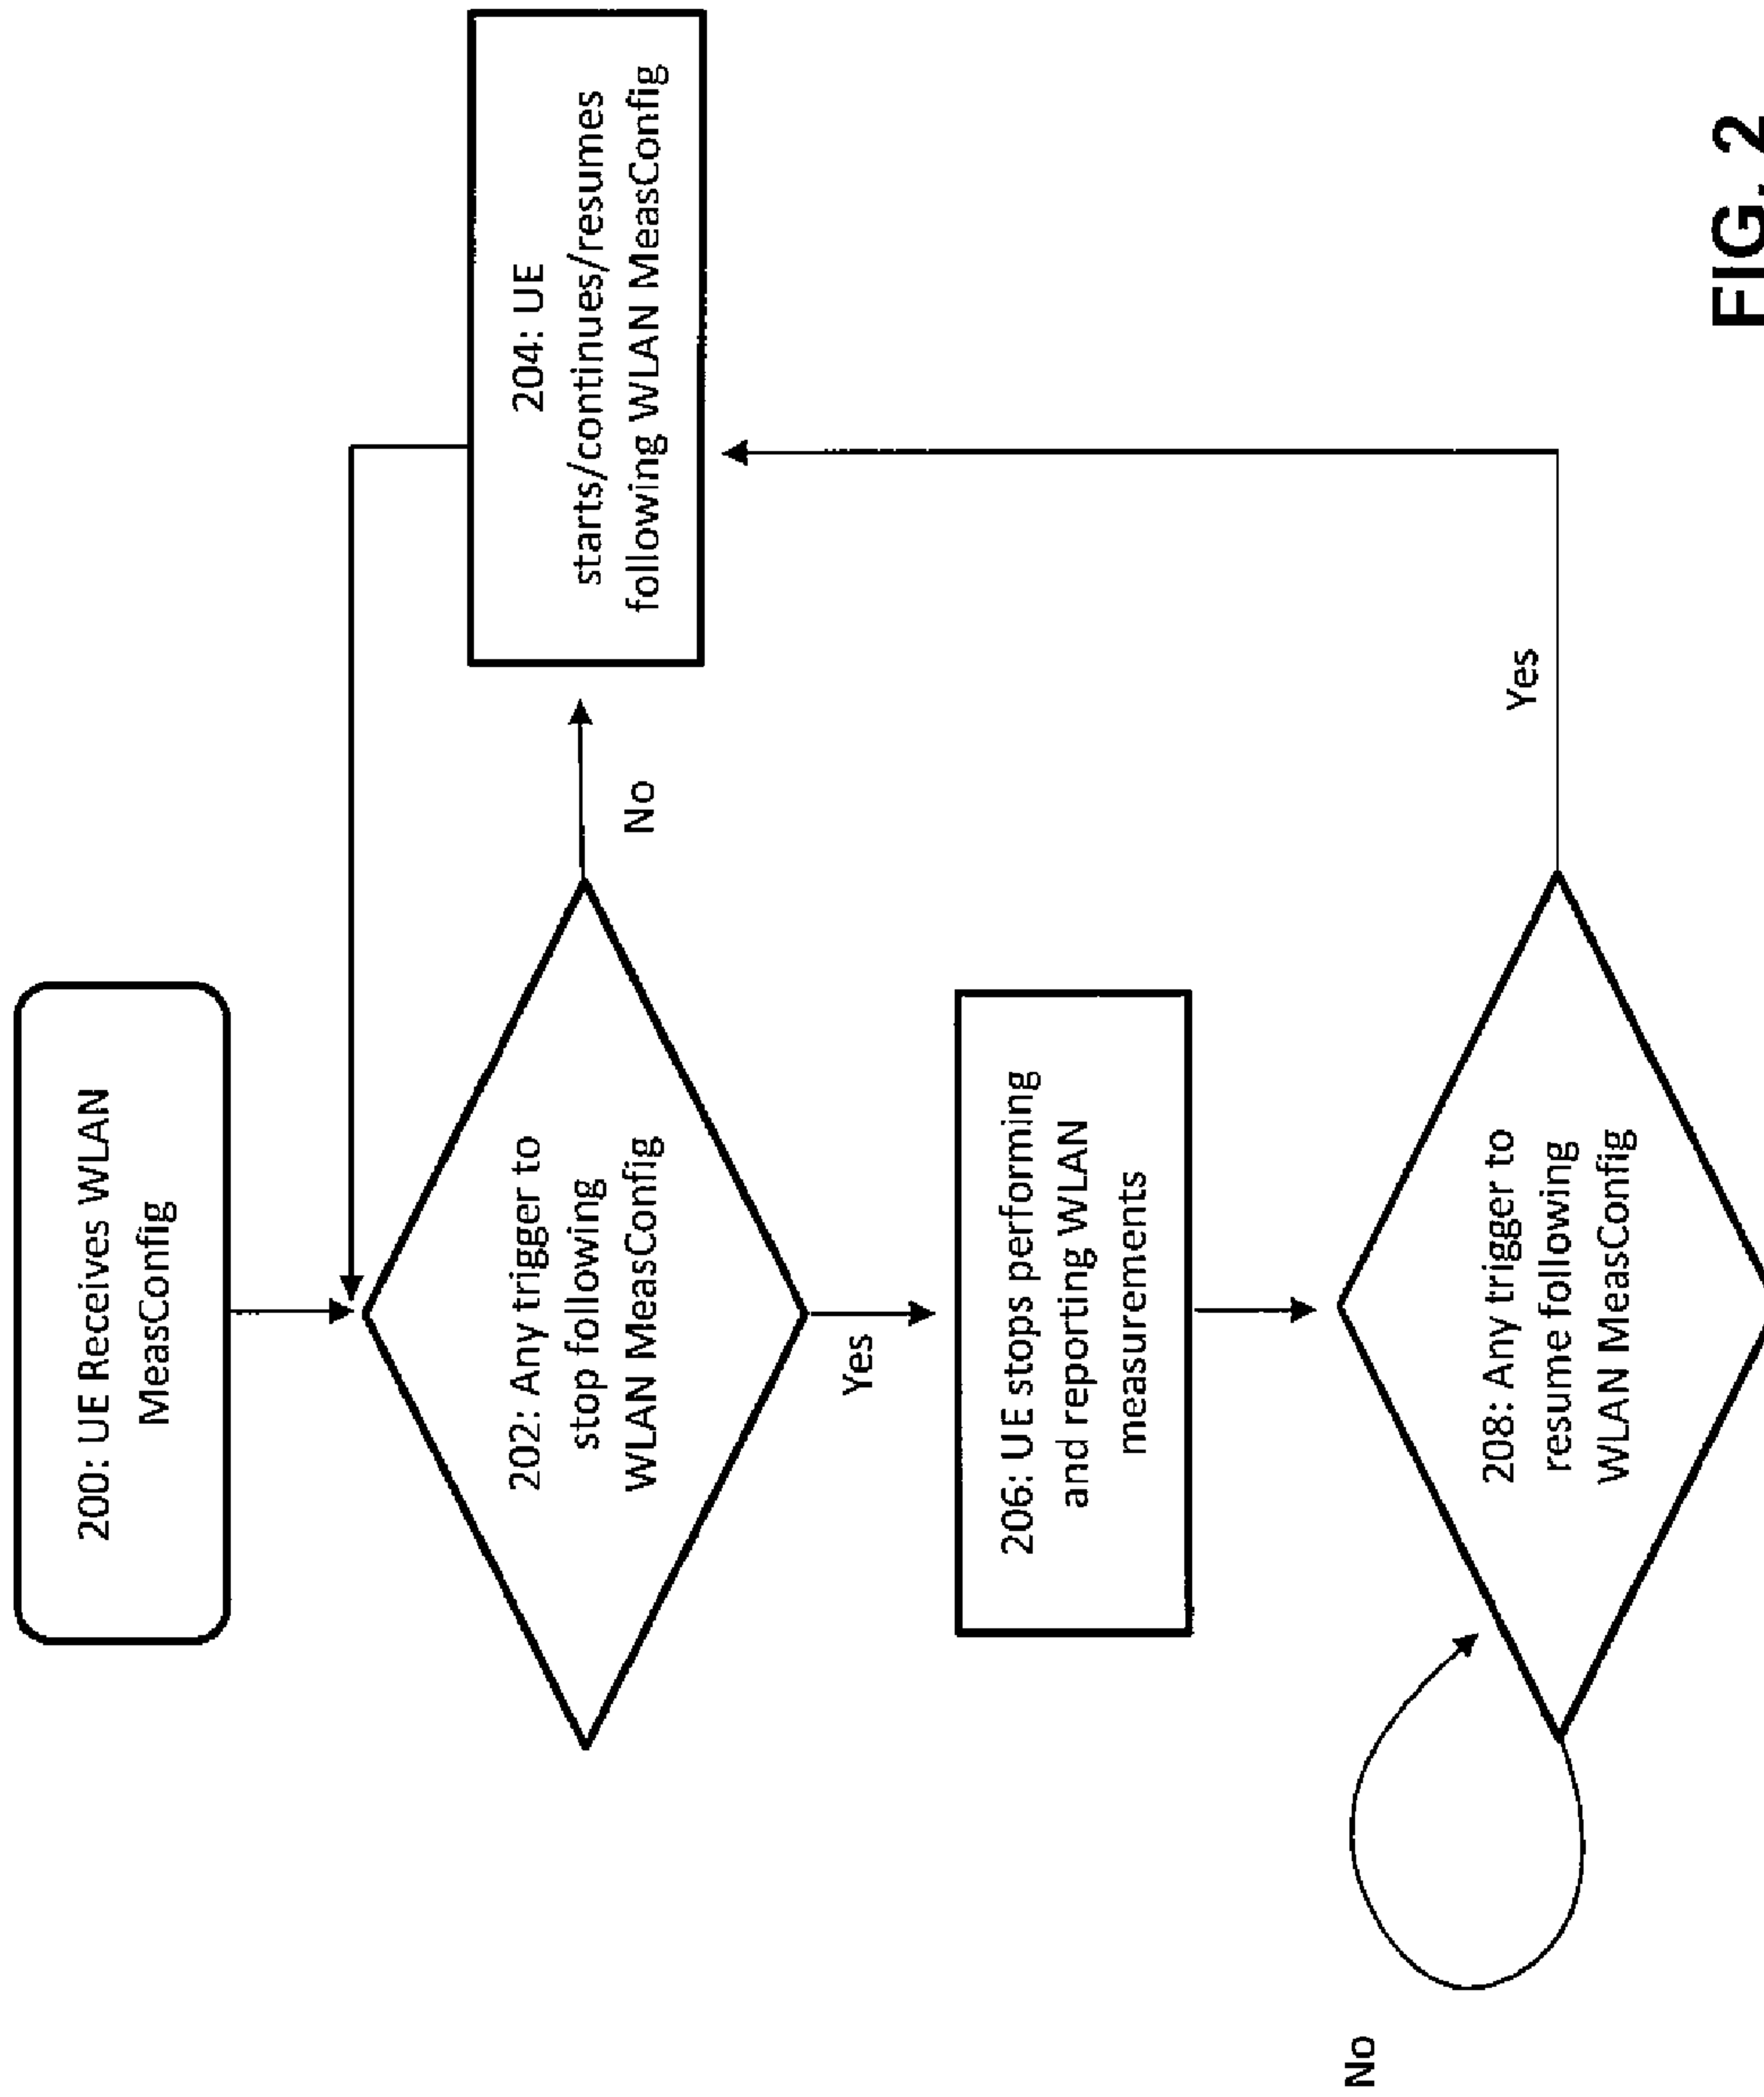 200: UE Receives WLAN
MeasConfig
202: Any trigger to
stop following
WLAN MeasConfig
No
204: UE
starts/continues/resumes
following WLAN MeasConfig
Yes
206: UE stops performing
and reporting WLAN
measurements
208: Any trigger to
resume following
WLAN MeasConfig
Yes
No
FIG. 2